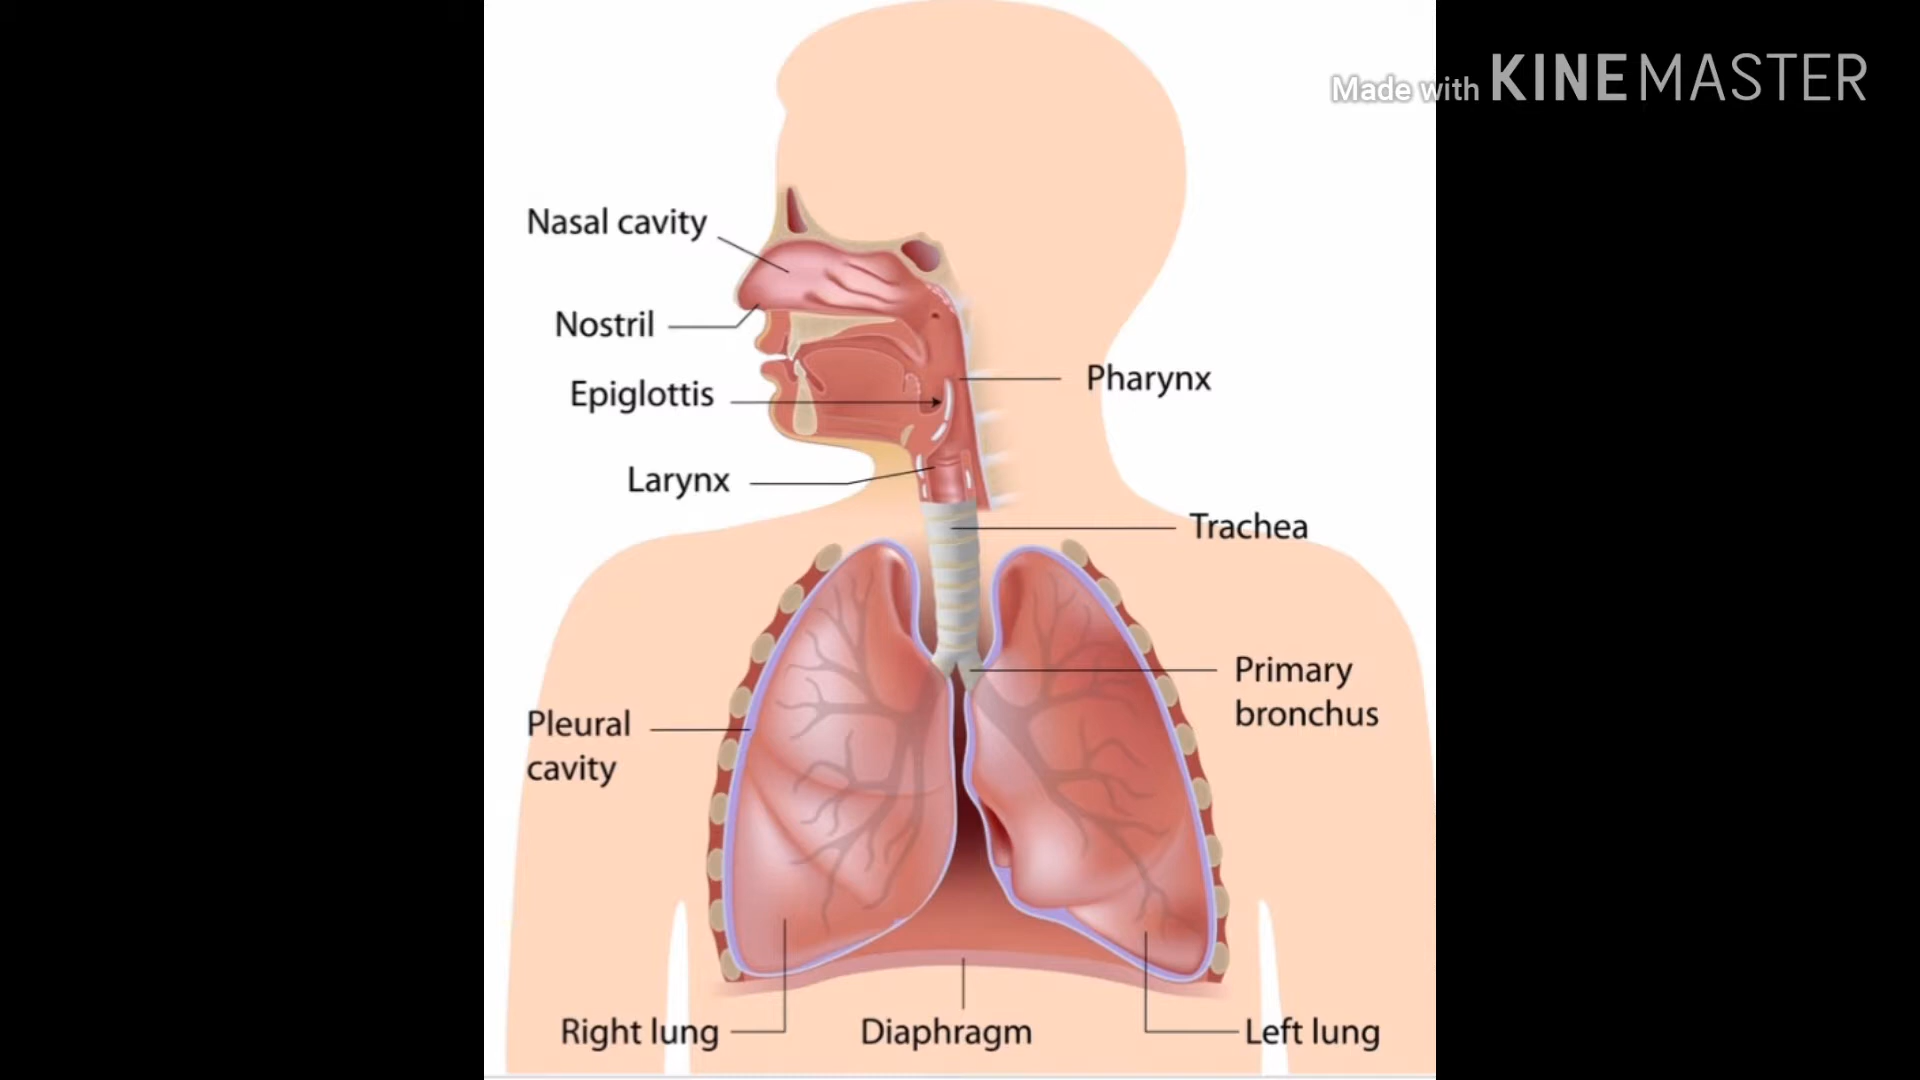 Made with KINEMASTER
Nasal cavity
Nostril
Epiglottis
Pharynx
Larynx
Trachea
Primary
bronchus
Pleural
cavity
Right lung
Diaphragm
Left lung